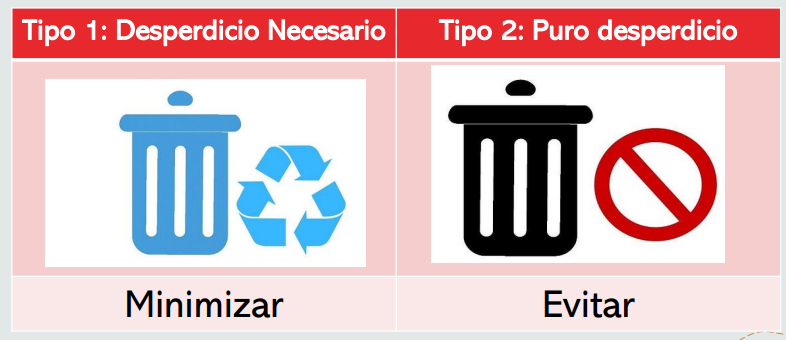 Tipo 1: Desperdicio Necesario
Tipo 2: Puro desperdicio
Minimizar
Evitar